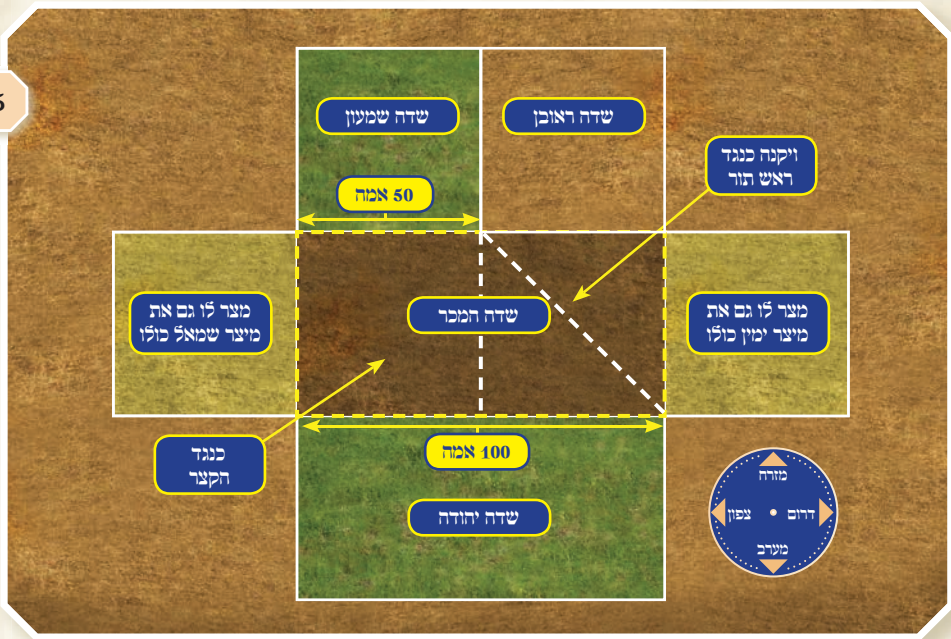 שדה שמעון
שדה ראובן
ויקנה כנגד
ראש תור
50 אמה
מצר לו גם את
מיצר ימין כולו
שדה המכר
מצר לו גם את
מיצר שמאל כולו
100 אמה
כנגד
הקצר
שדה יהודה
מזרח
דרום
צפון
מערב